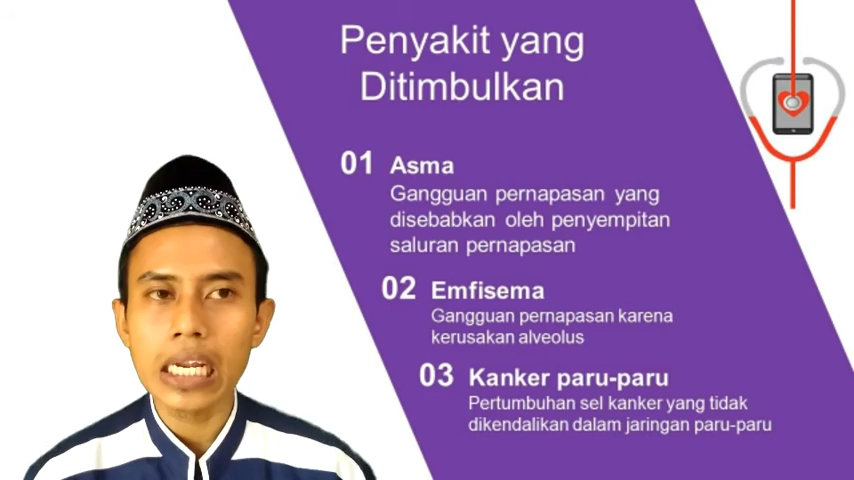 Penyakit yang
Ditimbulkan
01 Asma
Gangguan pernapasan yang
disebabkan oleh penyempitan
saluran pernapasan
02 Emfisema
Gangguan pernapasan karena
kerusakan alveolus
03 Kanker paru-paru
Pertumbuhan sel kanker yang tidak
dikendalikan dalam jaringan paru-paru